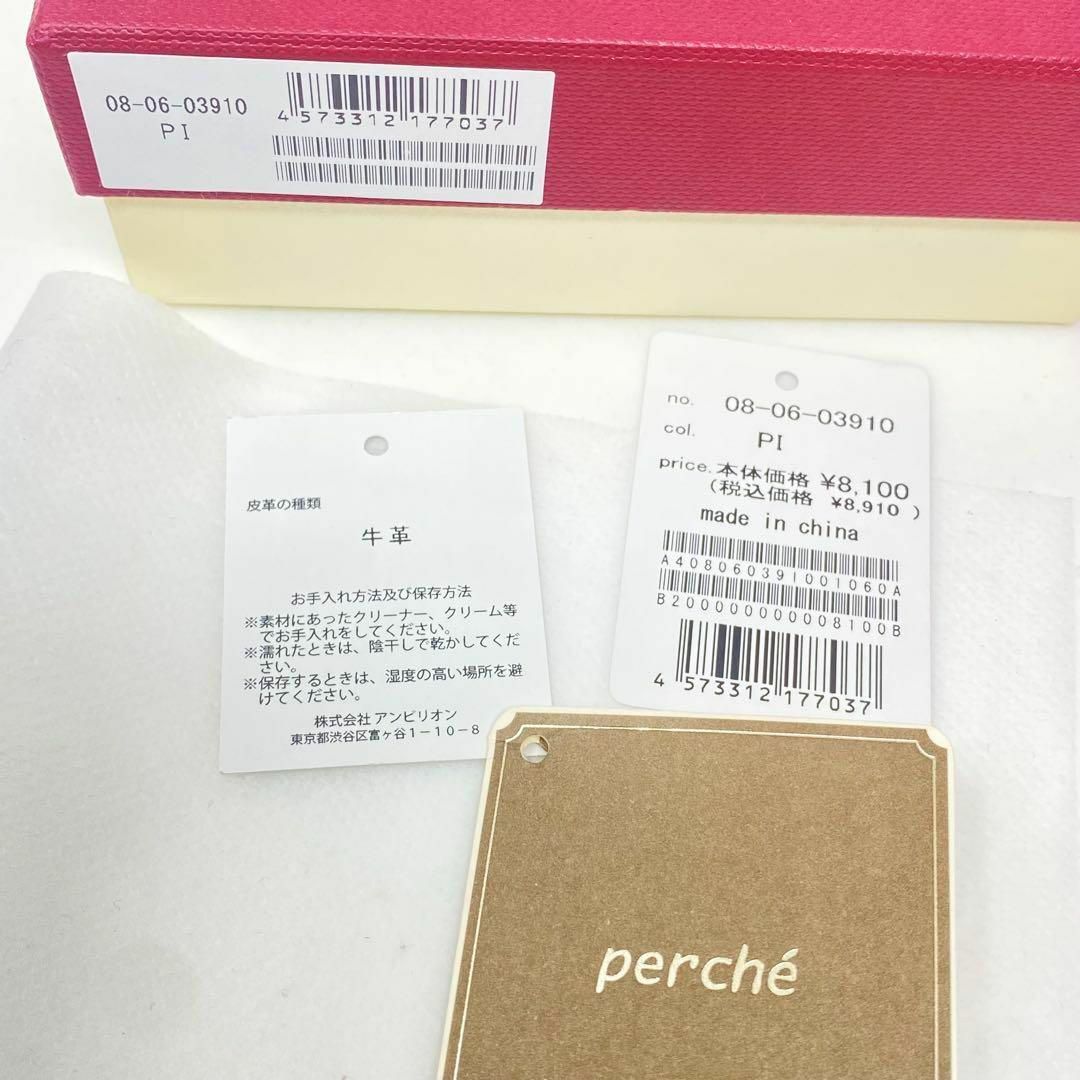 08-06-03910
PI
4 573312 177037
皮革の種類
牛革
お手入れ方法及び保存方法
※素材にあったクリーナー、クリーム等
でお手入れをしてください。
※濡れたときは、陰干しで乾かしてくだ
さい。
※保存するときは、湿度の高い場所を避
けてください。
株式会社アンビリオン
東京都渋谷区富ヶ谷1-10-8
no. 08-06-03910
col. PI
price. 本体価格 ¥8,100
(税込価格 ¥8,910 )
made in china
A408060391001060A
B20000000008100B
4 573312 177037
perché